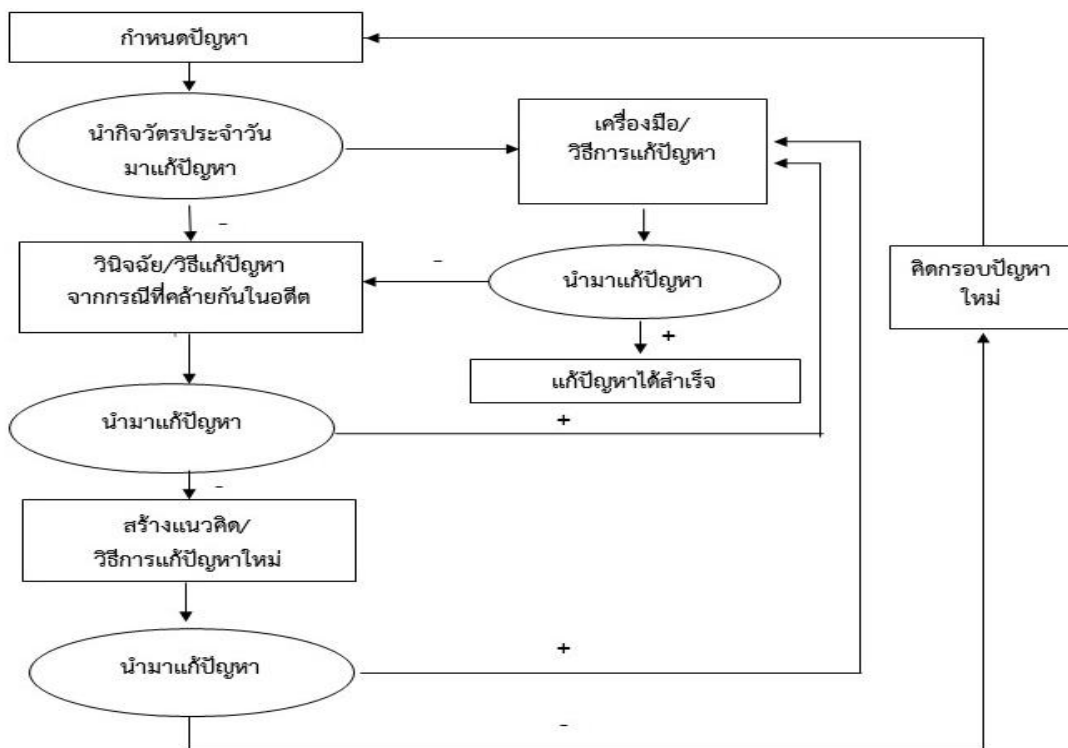 กำหนดปัญหา
นำกิจวัตรประจำวัน
มาแก้ปัญหา
เครื่องมือ/
วิธีการแก้ปัญหา
-
วินิจฉัย/วิธีแก้ปัญหา
จากกรณีที่คล้ายกันในอดีต
-
นำมาแก้ปัญหา
คิดกรอบปัญหา
ใหม่
+
แก้ปัญหาได้สำเร็จ
นำมาแก้ปัญหา
+
-
สร้างแนวคิด/
วิธีการแก้ปัญหาใหม่
นำมาแก้ปัญหา
+
-